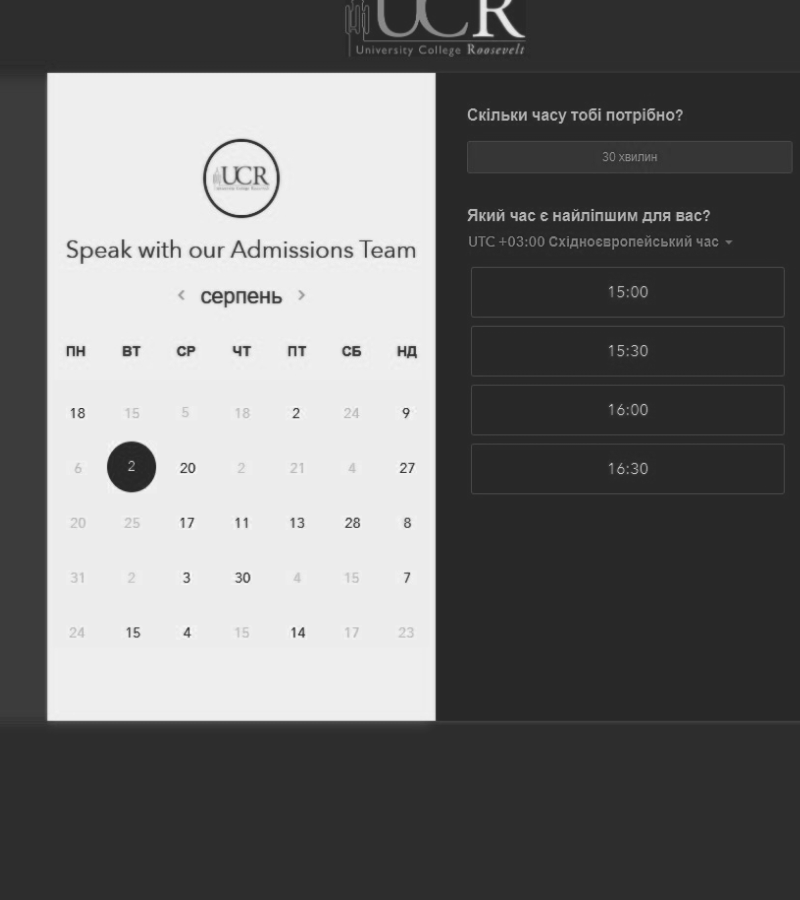 UCR
University College Roosevelt
UCR
Speak with our Admissions Team
серпень
ПН ВТ СР ЧТ ПТ СБ НД
18 15 5 18 2 24 9
6 2 20 2 21 4 27
20 25 17 11 13 28 8
31 2 3 30 4 15 7
24 15 4 15 14 17 23
Скільки часу тобі потрібно?
30 хвилин
Який час є найліпшим для вас?
UTC +03:00 Східноєвропейський час
15:00
15:30
16:00
16:30